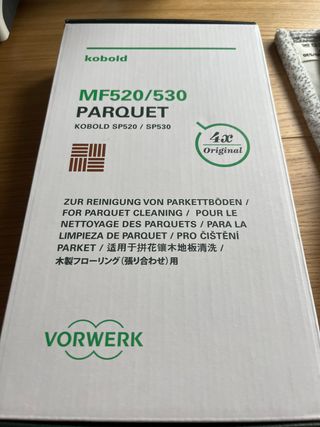 kobold
MF520/530
PARQUET
KOBOLD SP520 / SP530
4x
Original
ZUR REINIGUNG VON PARKETTBÖDEN /
FOR PARQUET CLEANING / POUR LE
NETTOYAGE DES PARQUETS / PARA LA
LIMPIEZA DE PARQUET / PRO ČIŠTĚNÍ
PARKET / 适用于拼花镶木地板清洗 /
木製フローリング(張り合わせ)用
VORWERK